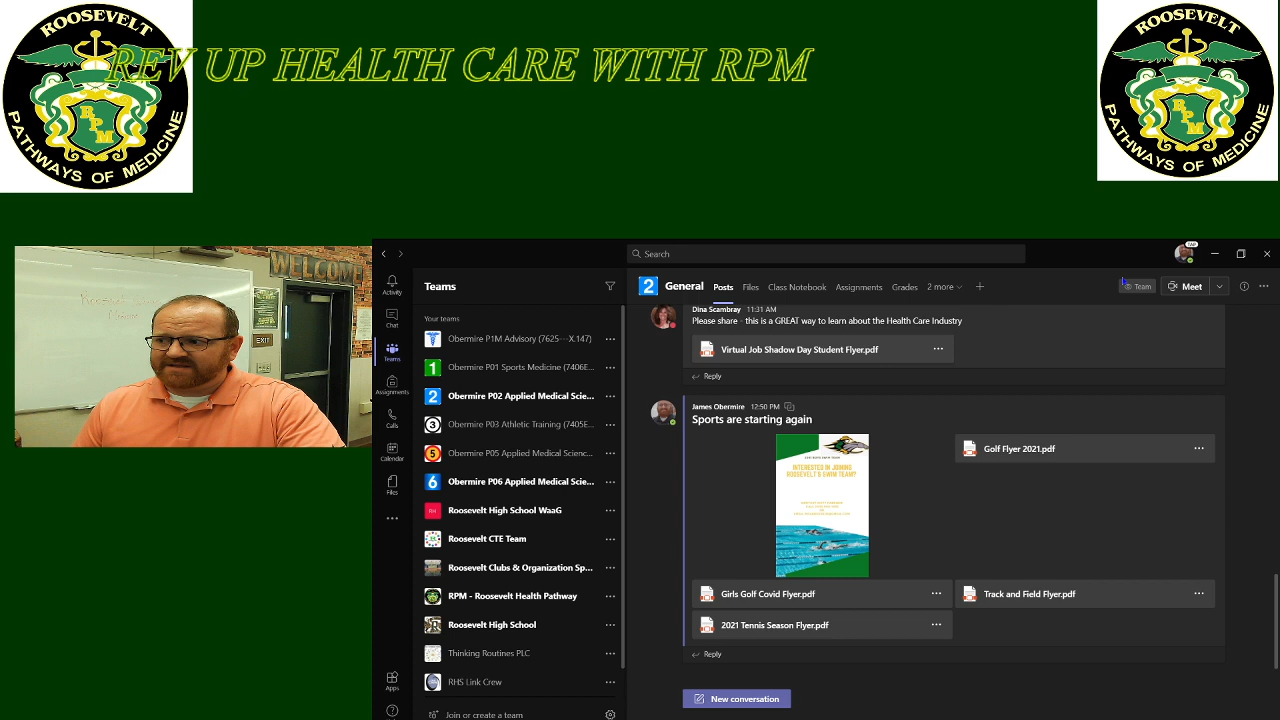 ROOSEVELT
RPM
PATHWAYS OF MEDICINE
REV UP HEALTH CARE WITH RPM
ROOSEVELT
RPM
PATHWAYS OF MEDICINE
WELCOME
EXIT
Search
Activity
Chat
Teams
Assignments
Calls
Calendar
Files
Apps
Teams
Your teams
Obermire P1M Advisory (7625---X.147)
1 Obermire P01 Sports Medicine (7406E...
2 Obermire P02 Applied Medical Scie...
3 Obermire P03 Athletic Training (7405E...
5 Obermire P05 Applied Medical Scienc...
6 Obermire P06 Applied Medical Scie...
RH Roosevelt High School WaaG
Roosevelt CTE Team
Roosevelt Clubs & Organization Sp...
RPM - Roosevelt Health Pathway
Roosevelt High School
Thinking Routines PLC
RHS Link Crew
Join or create a team
2 General Posts Files Class Notebook Assignments Grades 2 more
Team Meet
Dina Scambray 11:31 AM
Please share - this is a GREAT way to learn about the Health Care Industry
Virtual Job Shadow Day Student Flyer.pdf
Reply
James Obermire 12:50 PM
Sports are starting again
INTERESTED IN JOINING
ROOSEVELT'S SWIM TEAM?
Golf Flyer 2021.pdf
Girls Golf Covid Flyer.pdf
Track and Field Flyer.pdf
2021 Tennis Season Flyer.pdf
Reply
New conversation